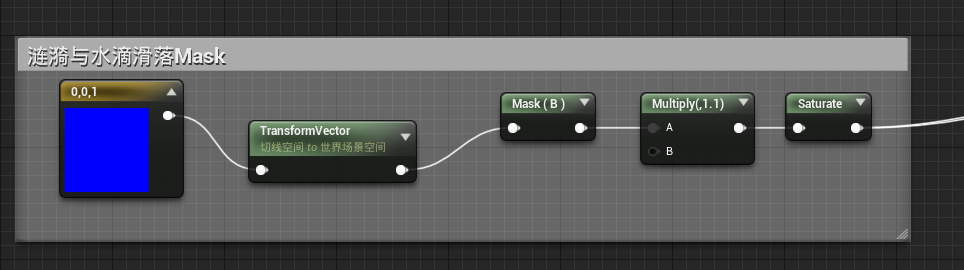 涟漪与水滴滑落Mask
0,0,1
TransformVector
切线空间 to 世界场景空间
Mask ( B )
Multiply(,1.1)
A
B
Saturate